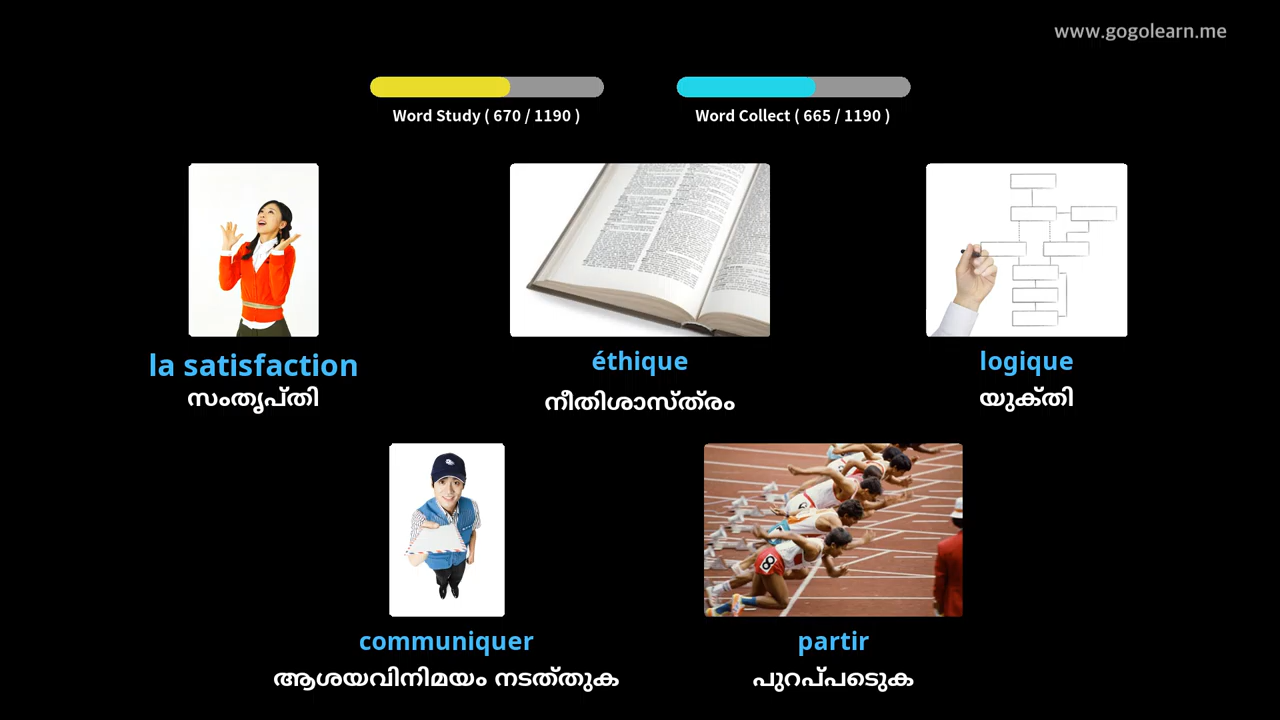 www.gogolearn.me
Word Study ( 670 / 1190 )
Word Collect ( 665 / 1190 )
la satisfaction
സംതൃപ്തി
éthique
നീതിശാസ്ത്രം
logique
യുക്തി
communiquer
ആശയവിനിമയം നടത്തുക
partir
പുറപ്പടെുക